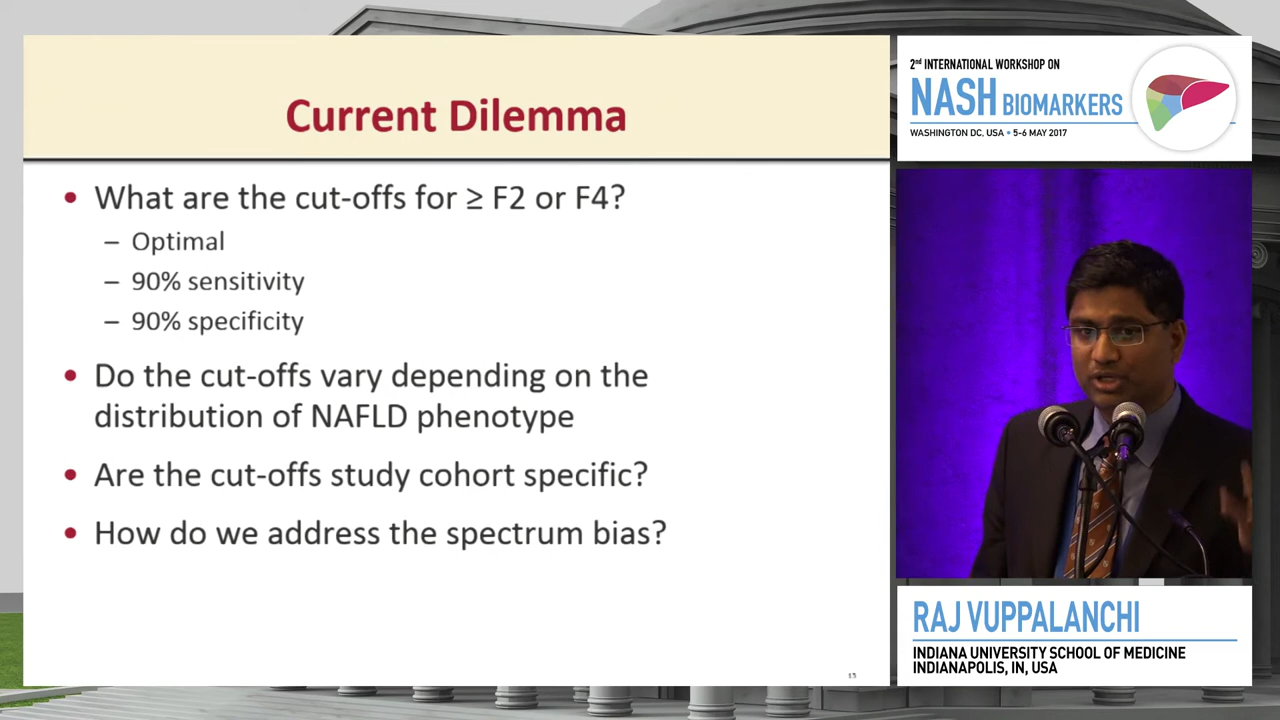 Current Dilemma
• What are the cut-offs for ≥ F2 or F4?
– Optimal
– 90% sensitivity
– 90% specificity
• Do the cut-offs vary depending on the
distribution of NAFLD phenotype
• Are the cut-offs study cohort specific?
• How do we address the spectrum bias?
2nd INTERNATIONAL WORKSHOP ON
NASH BIOMARKERS
WASHINGTON DC, USA • 5-6 MAY 2017
RAJ VUPPALANCHI
INDIANA UNIVERSITY SCHOOL OF MEDICINE
INDIANAPOLIS, IN, USA